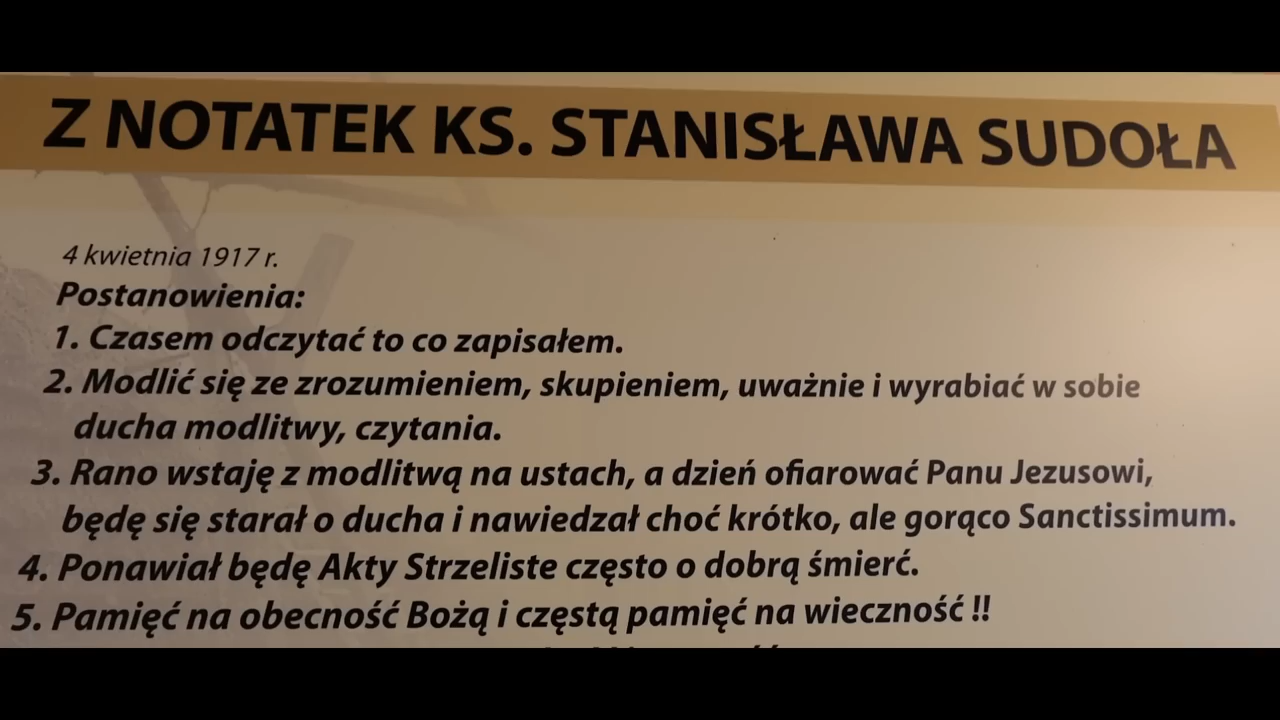 Z NOTATEK KS. STANISŁAWA SUDOŁA
4 kwietnia 1917 r.
Postanowienia:
1. Czasem odczytać to co zapisałem.
2. Modlić się ze zrozumieniem, skupieniem, uważnie i wyrabiać w sobie
ducha modlitwy, czytania.
3. Rano wstaję z modlitwą na ustach, a dzień ofiarować Panu Jezusowi,
będę się starał o ducha i nawiedzał choć krótko, ale gorąco Sanctissimum.
4. Ponawiał będę Akty Strzeliste często o dobrą śmierć.
5. Pamięć na obecność Bożą i częstą pamięć na wieczność !!